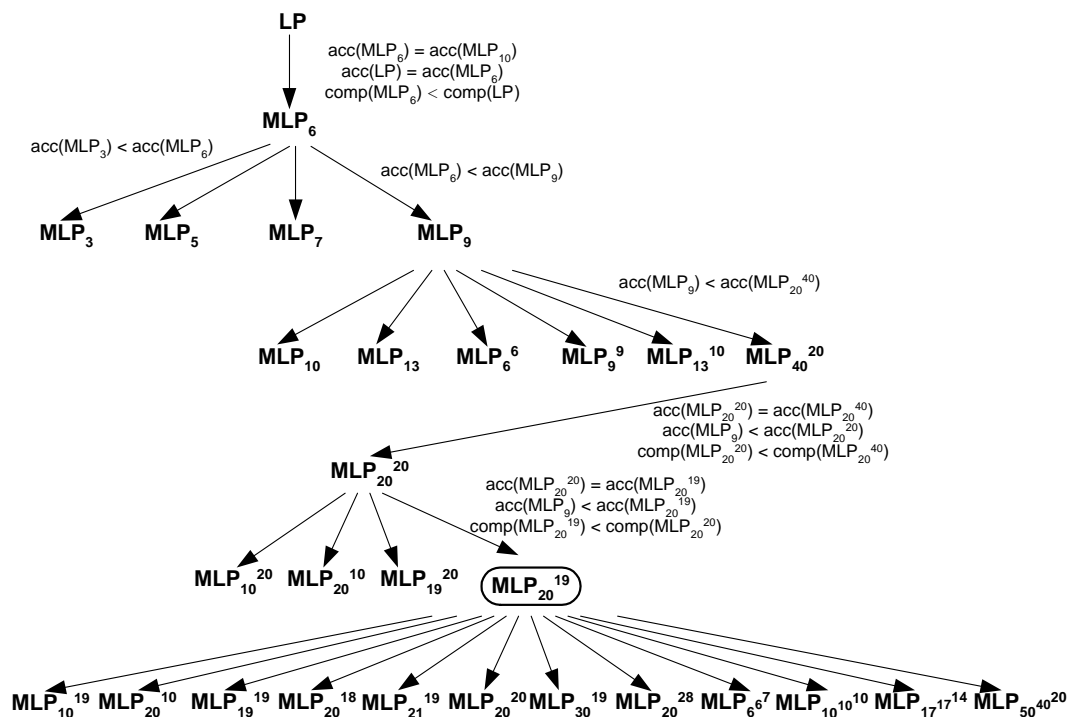 LP
acc(MLP₆) = acc(MLP₁₀)
acc(LP) = acc(MLP₆)
comp(MLP₆) < comp(LP)
MLP₆
acc(MLP₃) < acc(MLP₆)
acc(MLP₆) < acc(MLP₉)
MLP₃ MLP₅ MLP₇ MLP₉
acc(MLP₉) < acc(MLP₂₀⁴⁰)
MLP₁₀ MLP₁₃ MLP₆⁶ MLP₉⁹ MLP₁₃¹⁰ MLP₄₀²⁰
acc(MLP₂₀²⁰) = acc(MLP₂₀⁴⁰)
acc(MLP₉) < acc(MLP₂₀²⁰)
comp(MLP₂₀²⁰) < comp(MLP₂₀⁴⁰)
MLP₂₀²⁰
acc(MLP₂₀²⁰) = acc(MLP₂₀¹⁹)
acc(MLP₉) < acc(MLP₂₀¹⁹)
comp(MLP₂₀¹⁹) < comp(MLP₂₀²⁰)
MLP₁₀²⁰ MLP₂₀¹⁰ MLP₁₉²⁰ MLP₂₀¹⁹
MLP₁₀¹⁹ MLP₂₀¹⁰ MLP₁₉¹⁹ MLP₂₀¹⁸ MLP₂₁¹⁹ MLP₂₀²⁰ MLP₃₀¹⁹ MLP₂₀²⁸ MLP₆⁶⁷ MLP₁₀¹⁰¹⁰ MLP₁₇¹⁷¹⁴ MLP₅₀⁴⁰²⁰